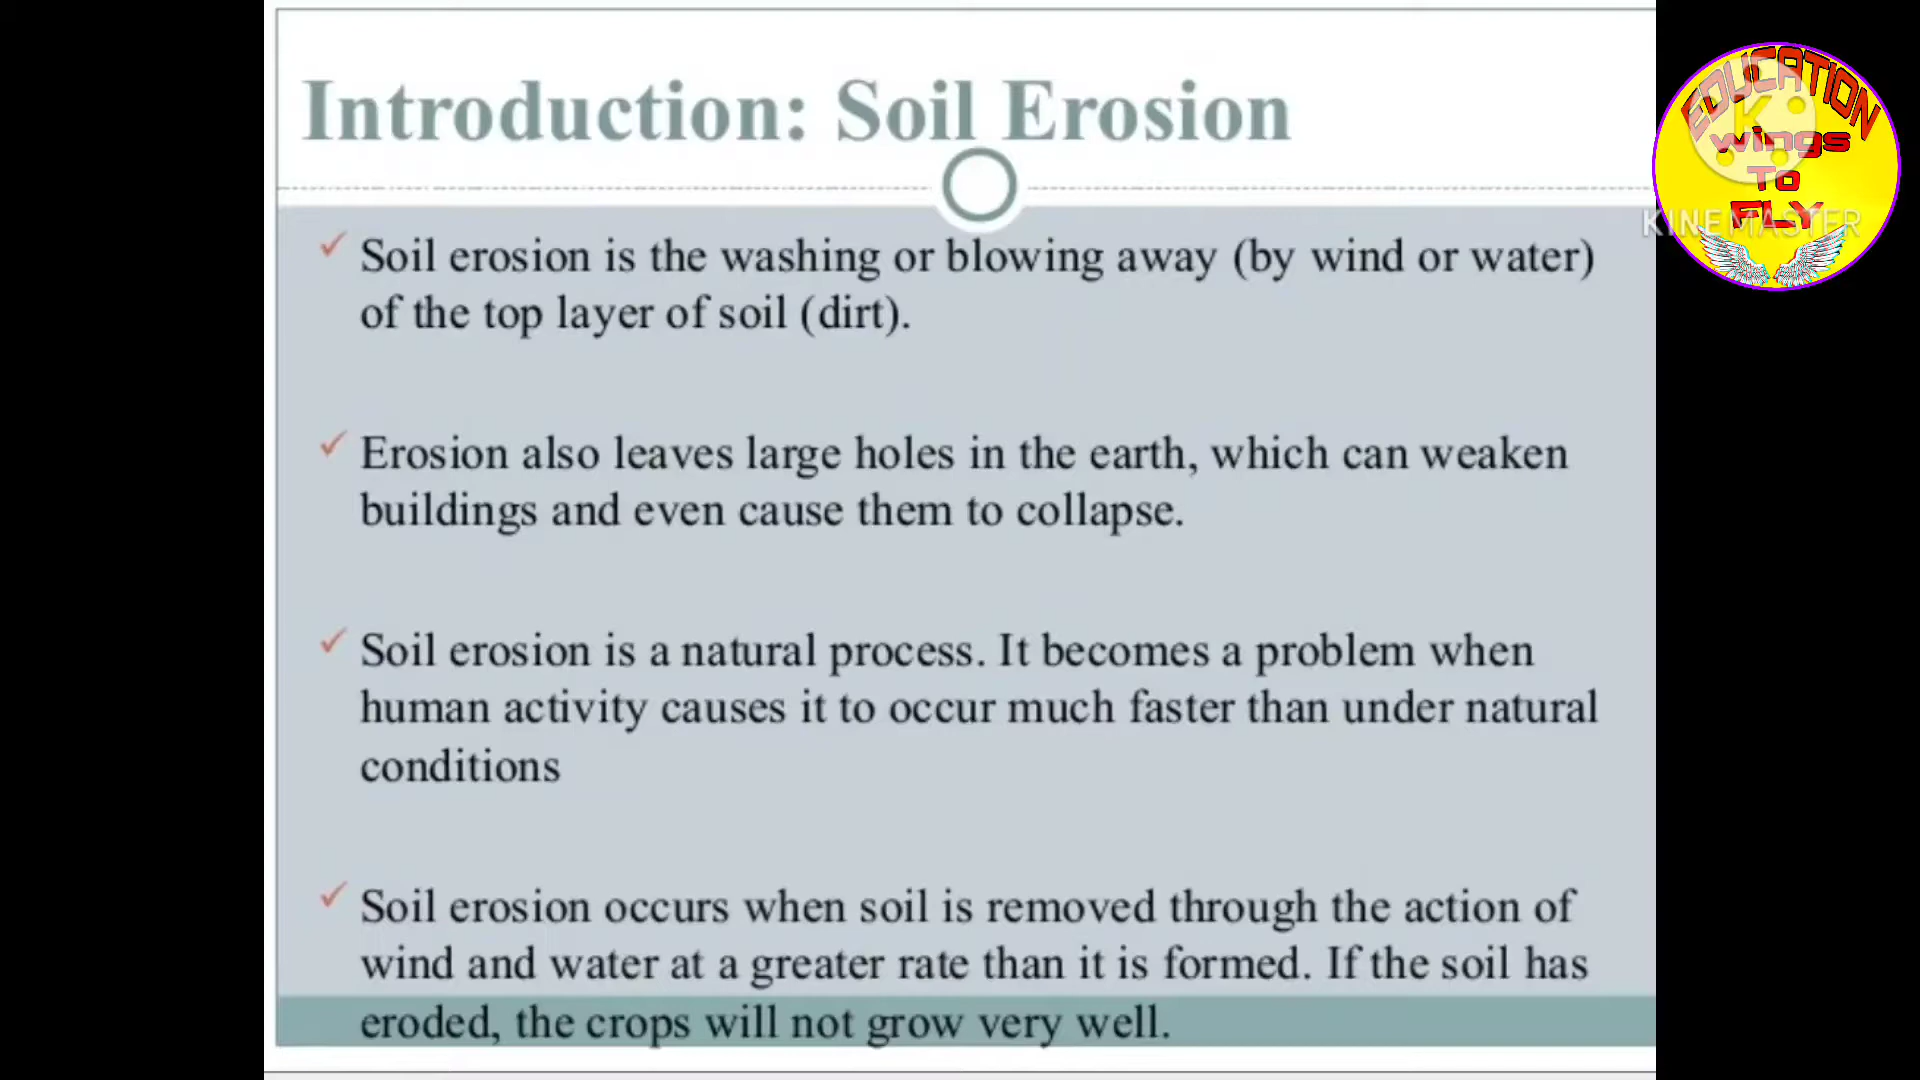 Introduction: Soil Erosion
✓ Soil erosion is the washing or blowing away (by wind or water)
of the top layer of soil (dirt).
✓ Erosion also leaves large holes in the earth, which can weaken
buildings and even cause them to collapse.
✓ Soil erosion is a natural process. It becomes a problem when
human activity causes it to occur much faster than under natural
conditions
✓ Soil erosion occurs when soil is removed through the action of
wind and water at a greater rate than it is formed. If the soil has
eroded, the crops will not grow very well.
EDUCATION
wings
To
FLY
K
KINEMASTER